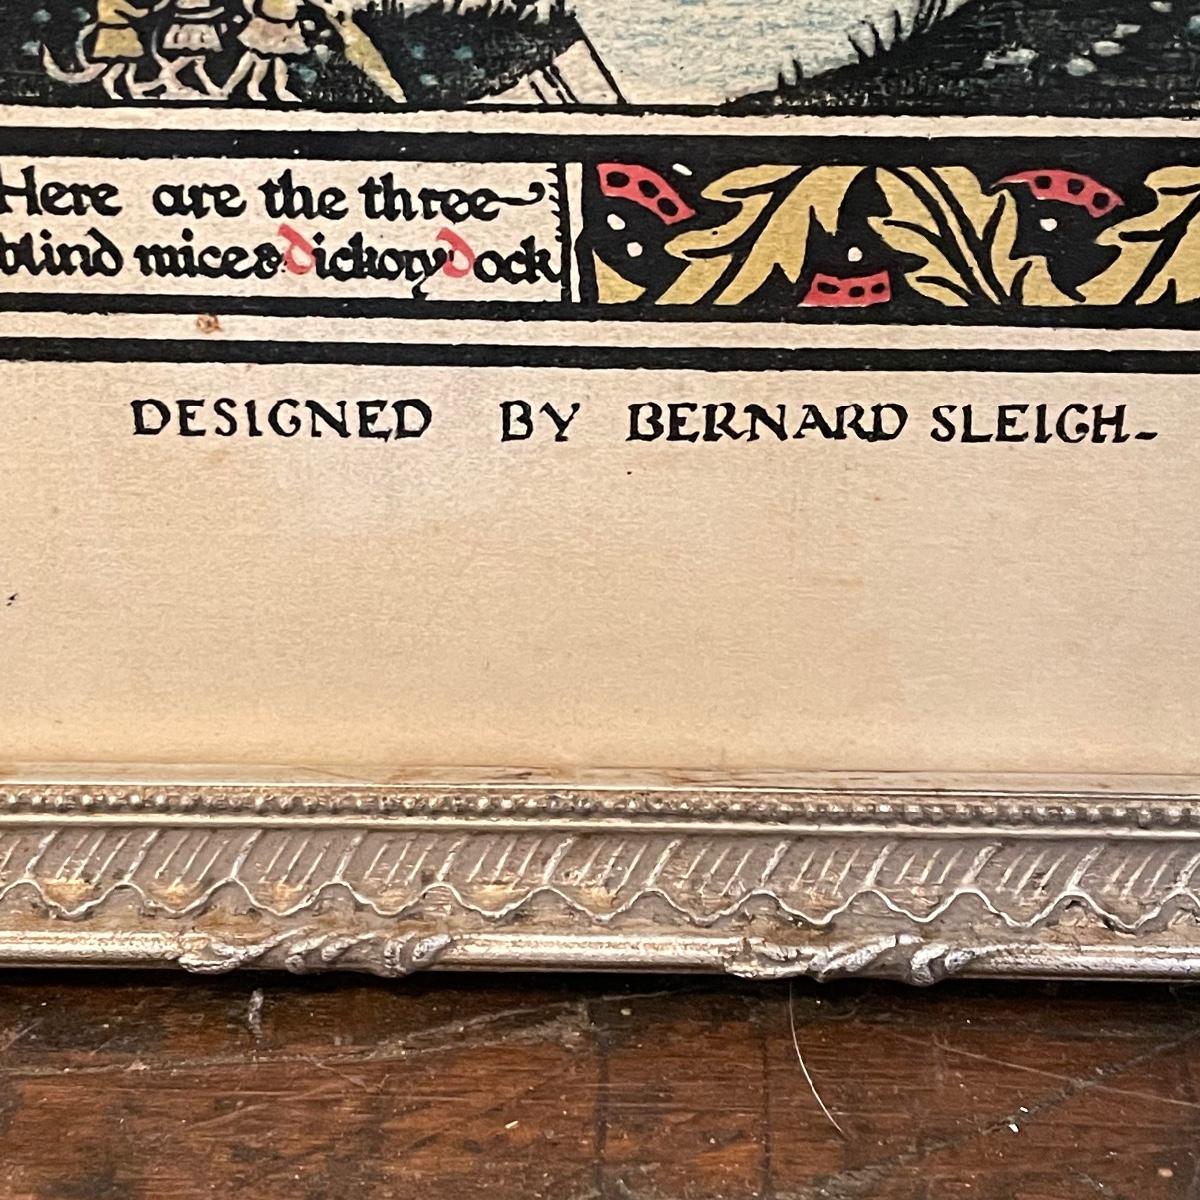 Here are the three-
blind mice & Dickory Dock
DESIGNED BY BERNARD SLEIGH-